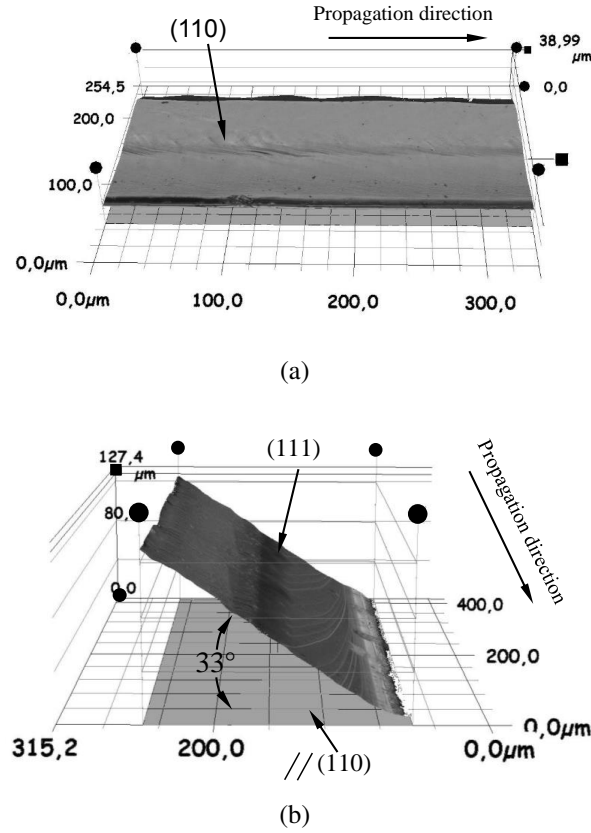 Propagation direction
(110)
38,99
µm
254,5
0,0
200,0
100,0
0,0µm
0,0µm
100,0
200,0
300,0
(a)
(111)
127,4
µm
Propagation direction
80,
0,0
400,0
33°
200,0
0,0µm
315,2
200,0
0,0µm
// (110)
(b)